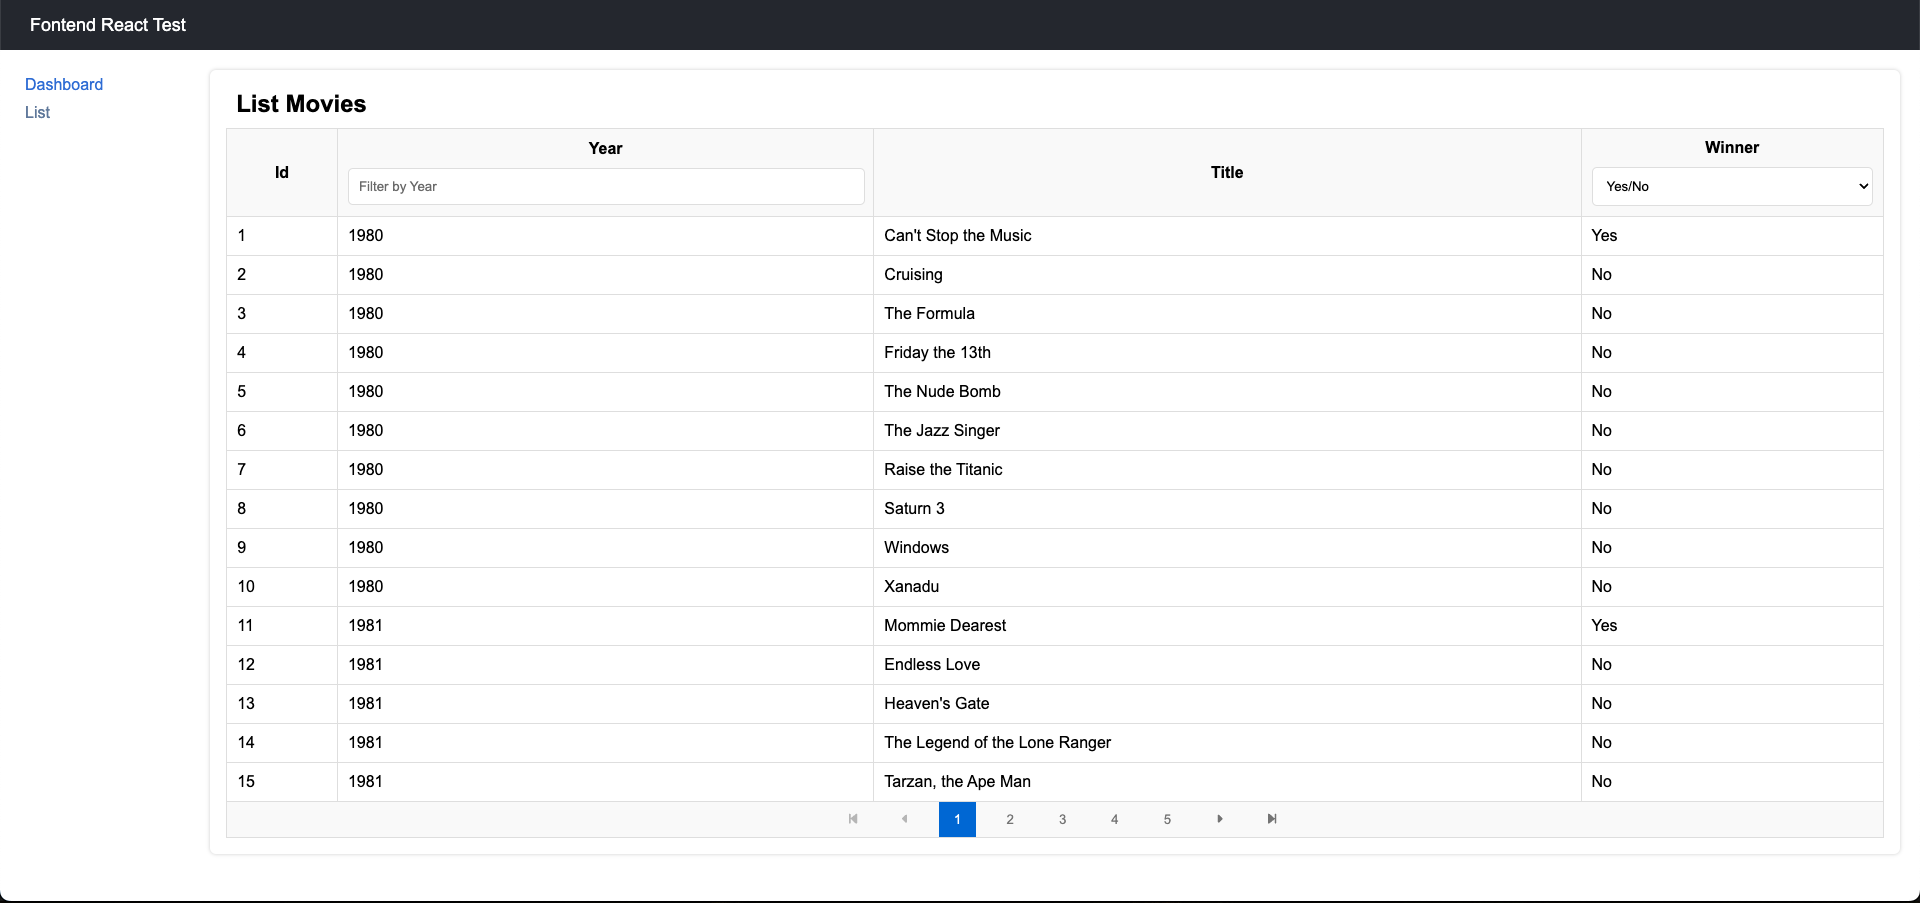 Fontend React Test
Dashboard
List
List Movies
Id Year Title Winner
Filter by Year Yes/No
1 1980 Can't Stop the Music Yes
2 1980 Cruising No
3 1980 The Formula No
4 1980 Friday the 13th No
5 1980 The Nude Bomb No
6 1980 The Jazz Singer No
7 1980 Raise the Titanic No
8 1980 Saturn 3 No
9 1980 Windows No
10 1980 Xanadu No
11 1981 Mommie Dearest Yes
12 1981 Endless Love No
13 1981 Heaven's Gate No
14 1981 The Legend of the Lone Ranger No
15 1981 Tarzan, the Ape Man No
1 2 3 4 5